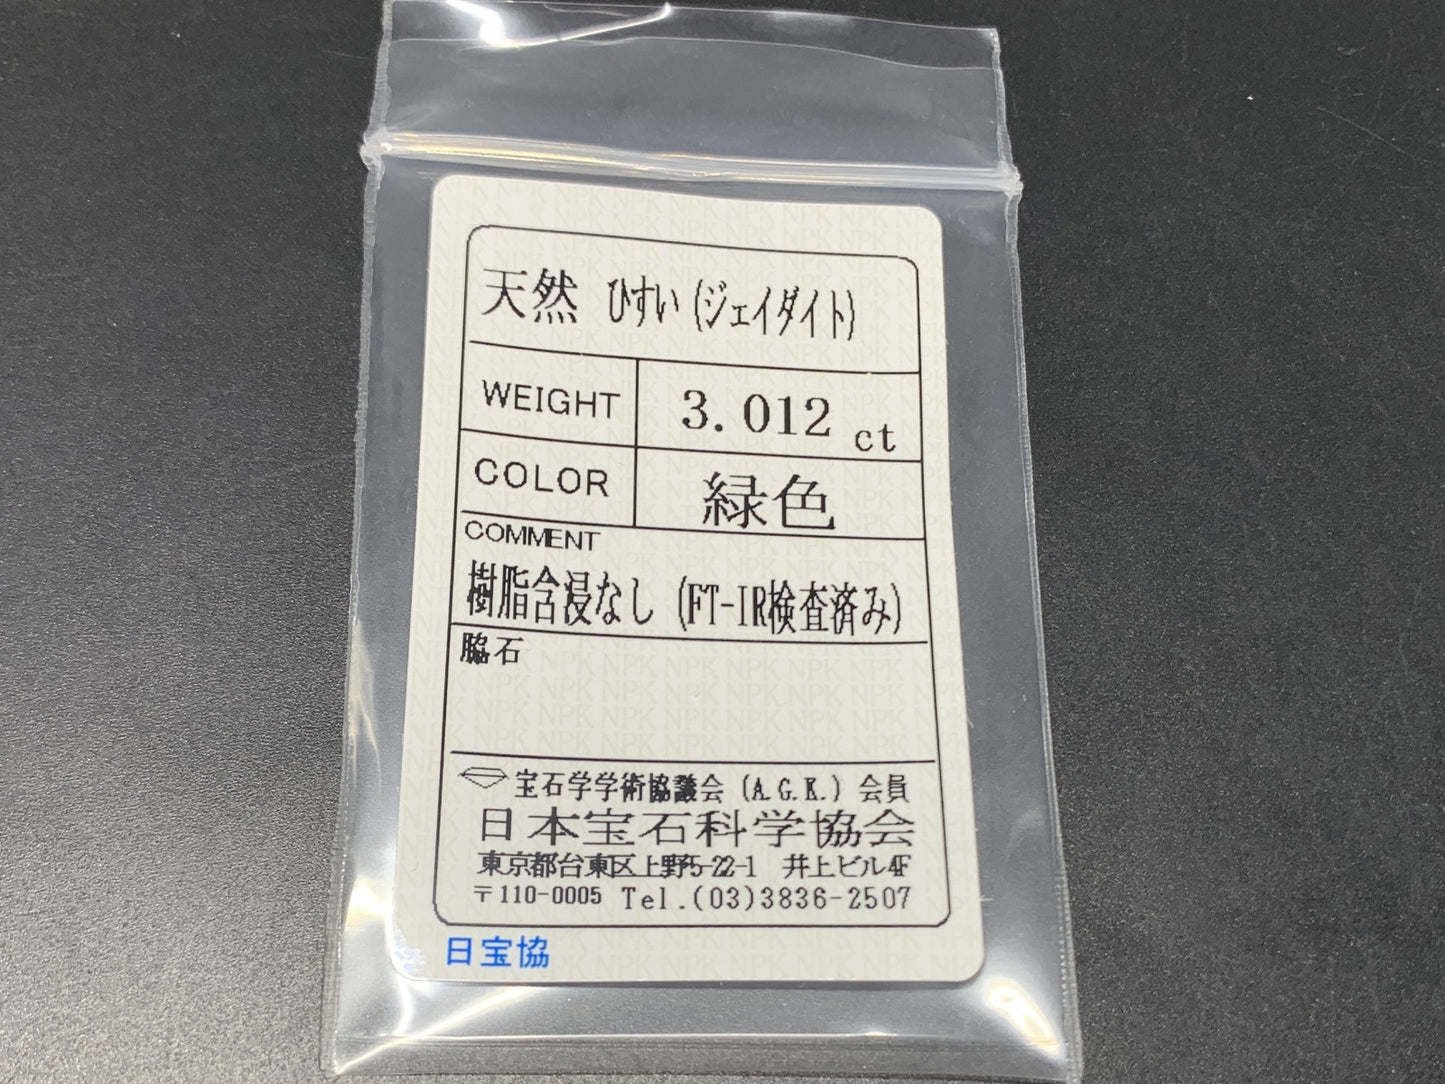 天然 ひすい (ジェイダイト)
WEIGHT 3.012 ct
COLOR 緑色
COMMENT
樹脂含浸なし (FT-IR検査済み)
脇石
宝石学学術協議会 (A.G.K.) 会員
日本宝石科学協会
東京都台東区上野5-22-1 井上ビル4F
〒110-0005 Tel.(03)3836-2507
日宝協